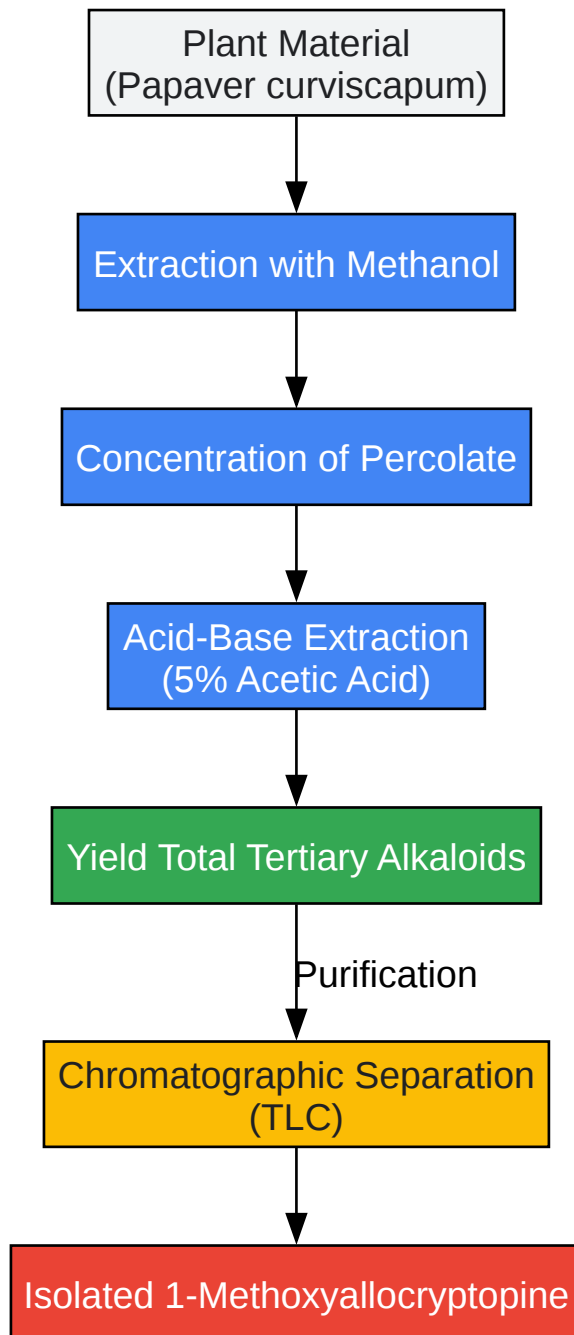 Plant Material
(Papaver curviscapum)
Extraction with Methanol
Concentration of Percolate
Acid-Base Extraction
(5% Acetic Acid)
Yield Total Tertiary Alkaloids
Purification
Chromatographic Separation
(TLC)
Isolated 1-Methoxyallocryptopine